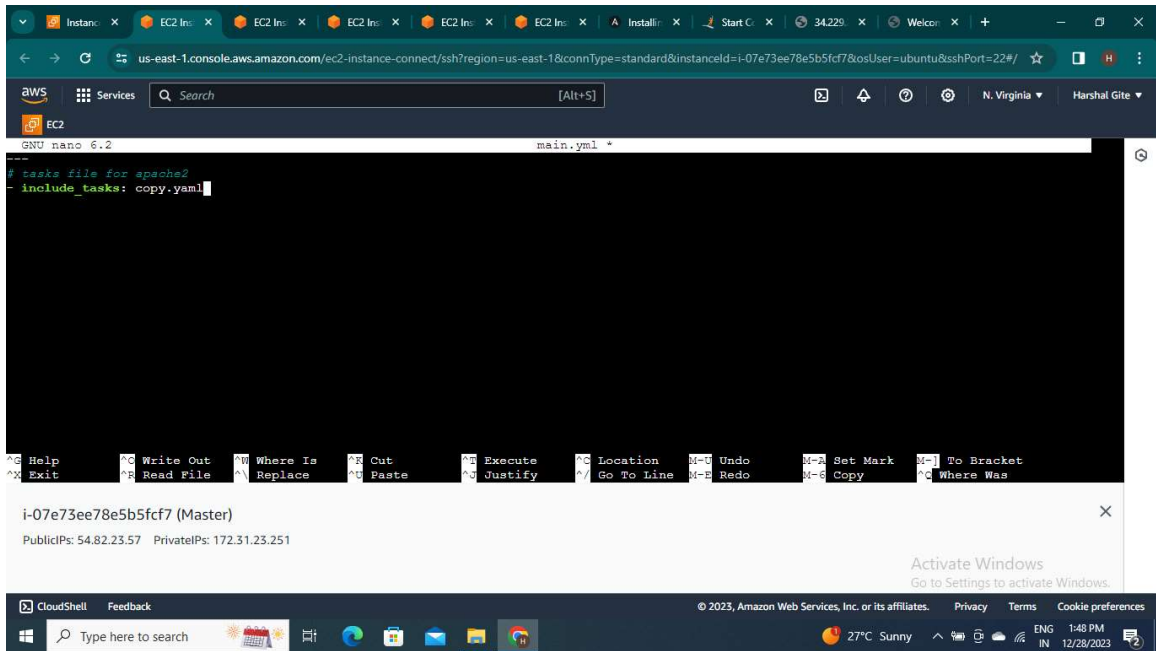 Instanc
EC2 Ins
EC2 Ins
EC2 Ins
EC2 Ins
EC2 Ins
Installin
Start Co
34.229.
Welcon
us-east-1.console.aws.amazon.com/ec2-instance-connect/ssh?region=us-east-1&connType=standard&instanceId=i-07e73ee78e5b5fcf7&osUser=ubuntu&sshPort=22#/
H
aws Services Search [Alt+S] N. Virginia Harshal Gite
EC2
GNU nano 6.2 main.yml *
---
# tasks file for apache2
- include_tasks: copy.yaml
^G Help ^O Write Out ^W Where Is ^K Cut ^T Execute ^C Location M-U Undo M-A Set Mark M-] To Bracket
^X Exit ^R Read File ^\ Replace ^U Paste ^J Justify ^/ Go To Line M-E Redo M-6 Copy ^Q Where Was
i-07e73ee78e5b5fcf7 (Master)
PublicIPs: 54.82.23.57 PrivateIPs: 172.31.23.251
Activate Windows
Go to Settings to activate Windows.
CloudShell Feedback © 2023, Amazon Web Services, Inc. or its affiliates. Privacy Terms Cookie preferences
Type here to search 27°C Sunny ENG 1:48 PM
IN 12/28/2023 2